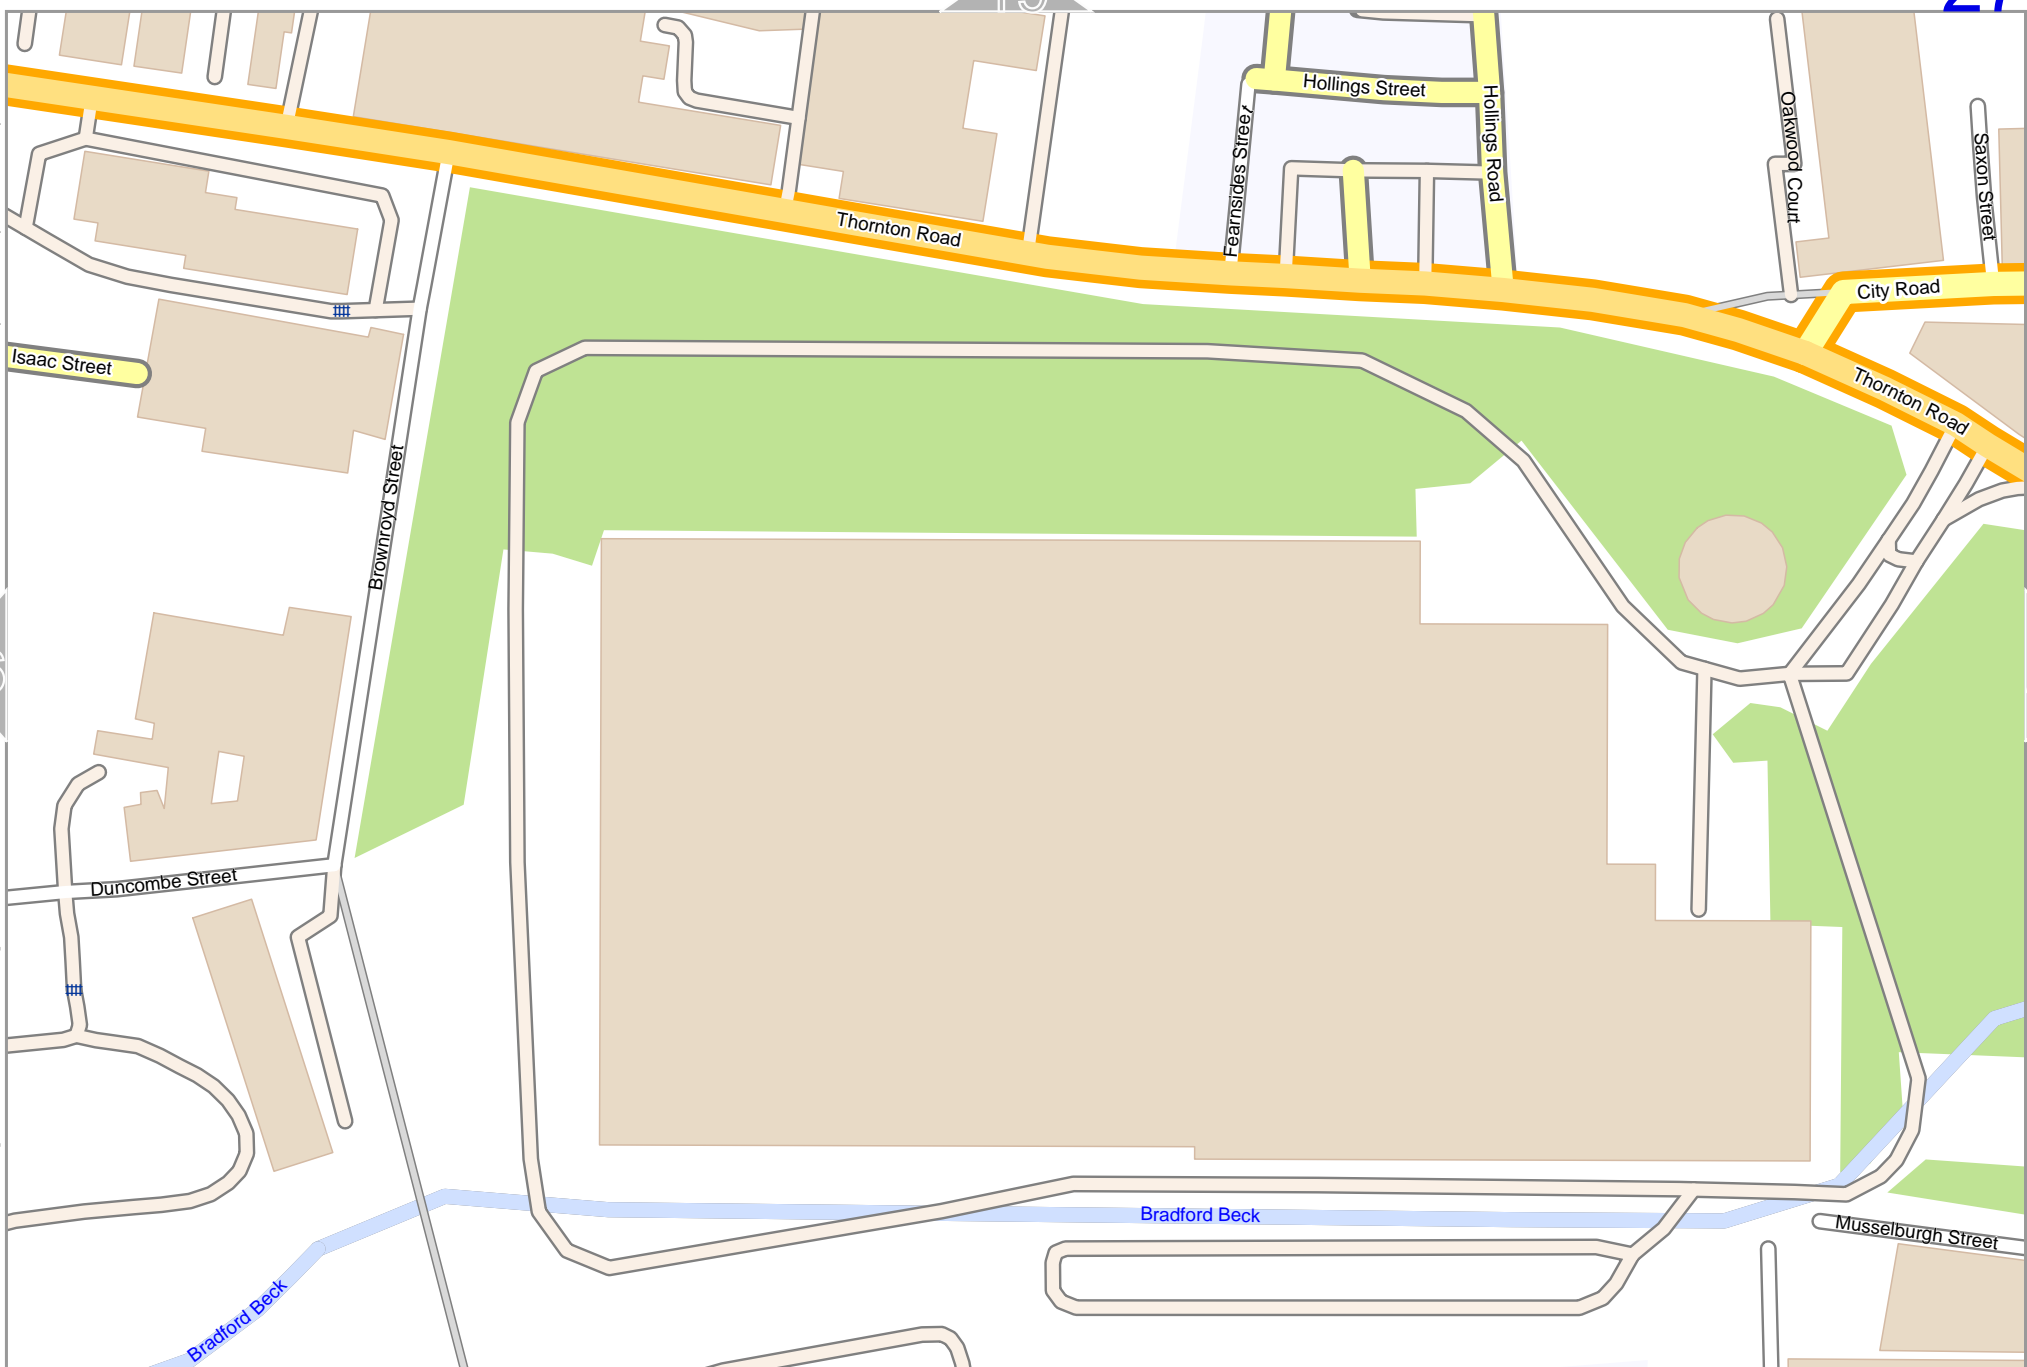 Hollings Street
Hollings Road
Fearnsides Street
Oakwood Court
Saxon Street
Thornton Road
City Road
Isaac Street
Thornton Road
Brownroyd Street
Duncombe Street
Bradford Beck
Musselburgh Street
Bradford Beck